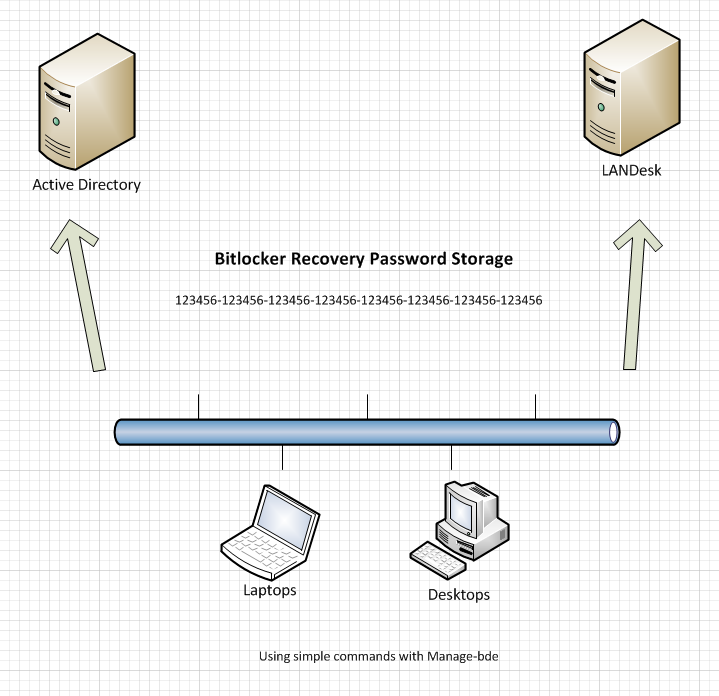 Active Directory
LANDesk
Bitlocker Recovery Password Storage
123456-123456-123456-123456-123456-123456-123456-123456
Laptops
Desktops
Using simple commands with Manage-bde